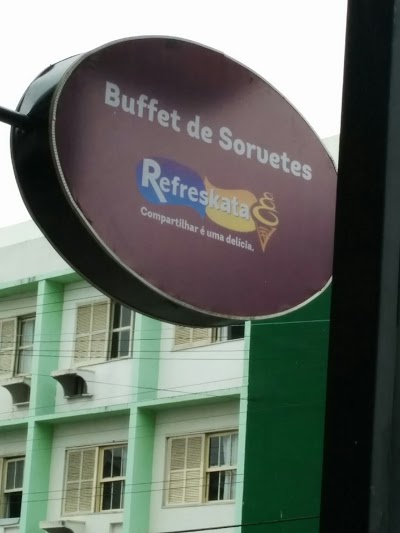 Buffet de Sorvetes
Refreskata
Compartilhar é uma delícia.